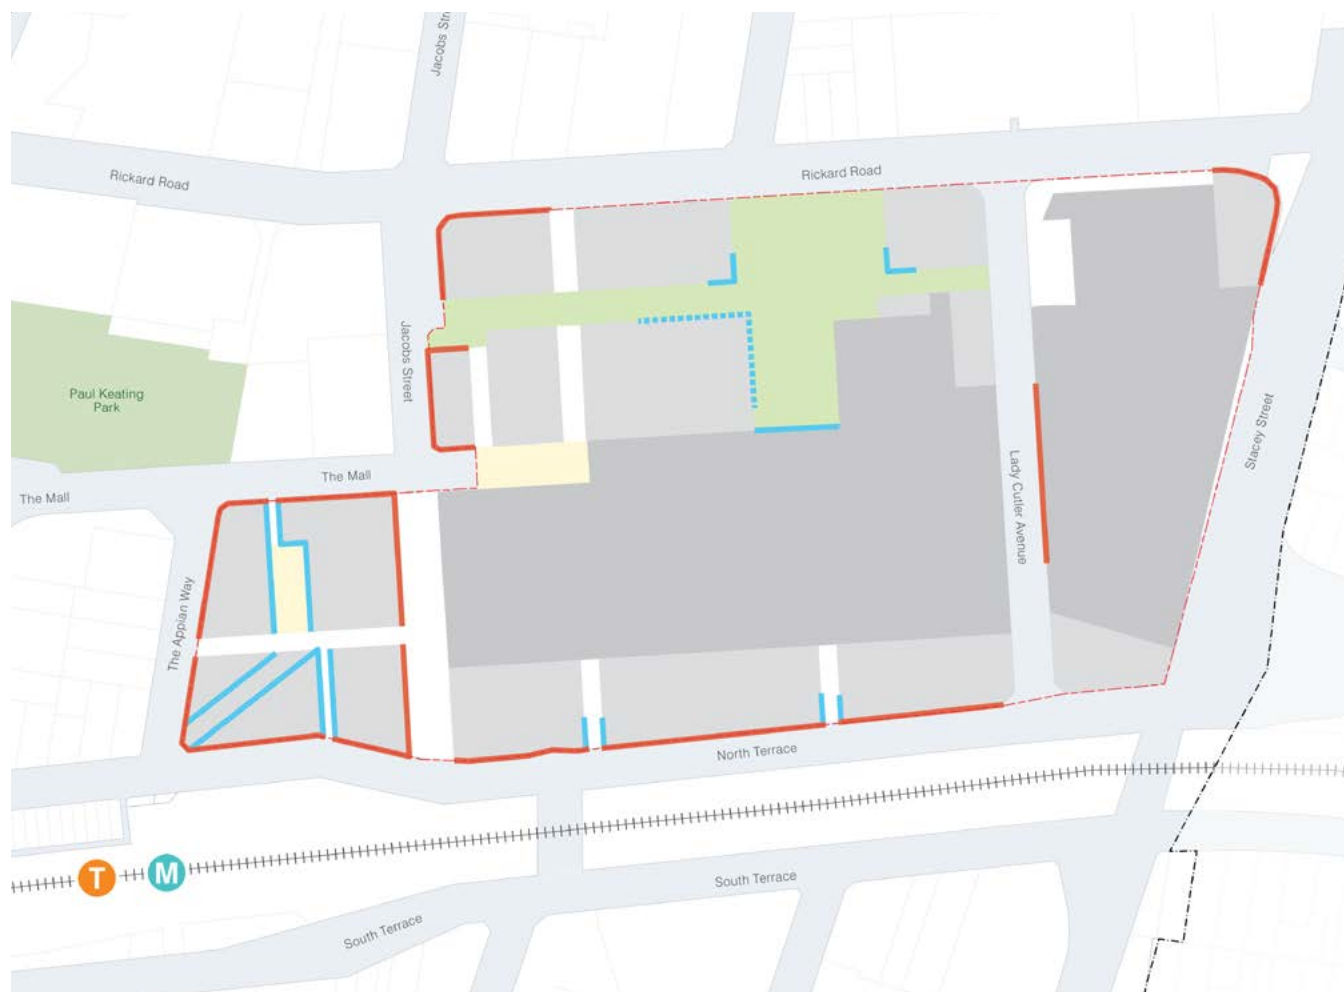 Jacobs Str
Rickard Road
Rickard Road
Jacobs Street
Paul Keating
Park
The Mall
The Mall
Lady Cutler Avenue
Stacey Street
The Appian Way
North Terrace
T
M
South Terrace
South Terrace